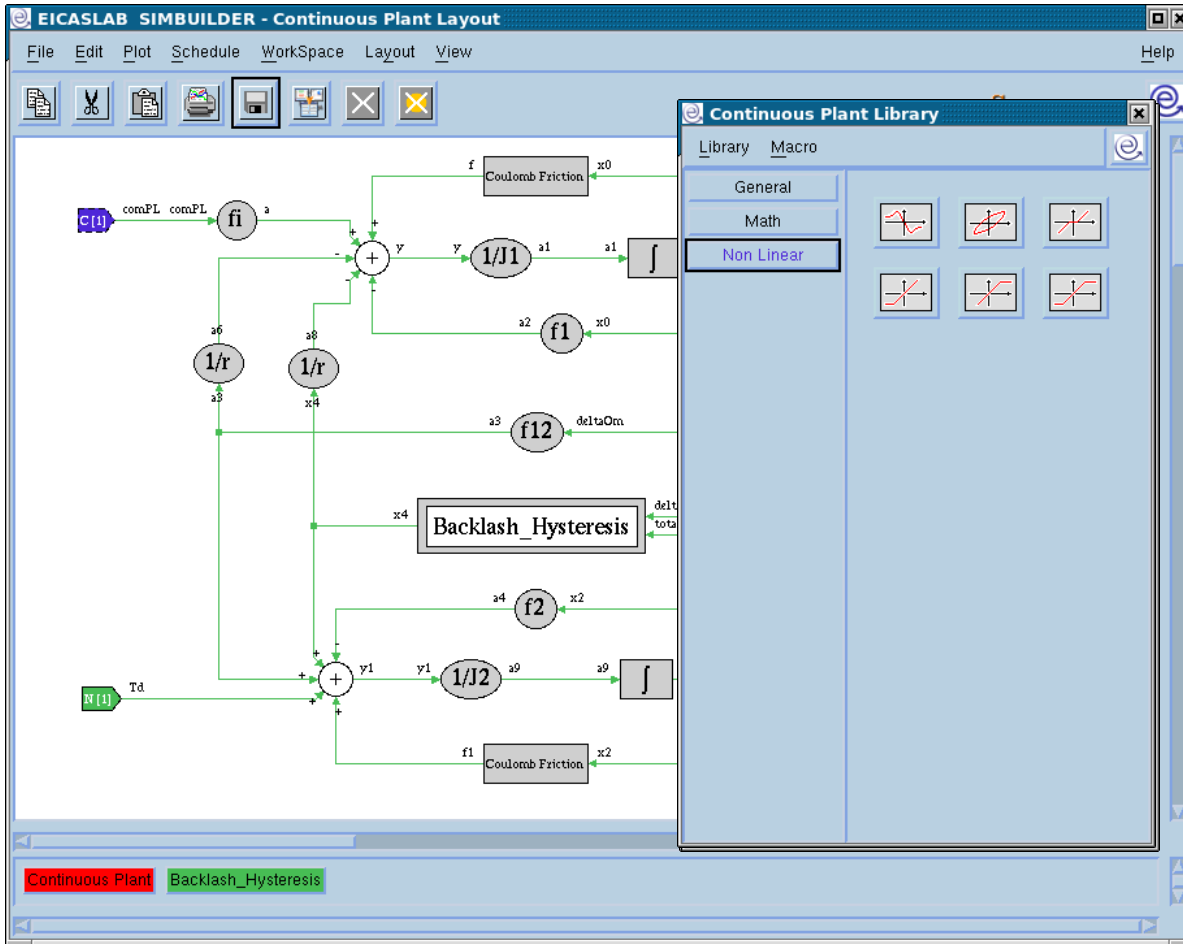 EICASLAB SIMBUILDER - Continuous Plant Layout
File Edit Plot Schedule WorkSpace Layout View Help
Continuous Plant Library
Library Macro
General
Math
Non Linear
f Coulomb Friction x0
C[1] comPL comPL fi a
+ + - - -
+ y y 1/J1 a1 a1 ∫
a2 f1 x0
a6 a8
1/r 1/r
a3 x4
a3 f12 deltaOm
x4 Backlash_Hysteresis delt
tota
a4 f2 x2
- + + + +
+ y1 y1 1/J2 a9 a9 ∫
N[1] Td
f1 Coulomb Friction x2
Continuous Plant Backlash_Hysteresis